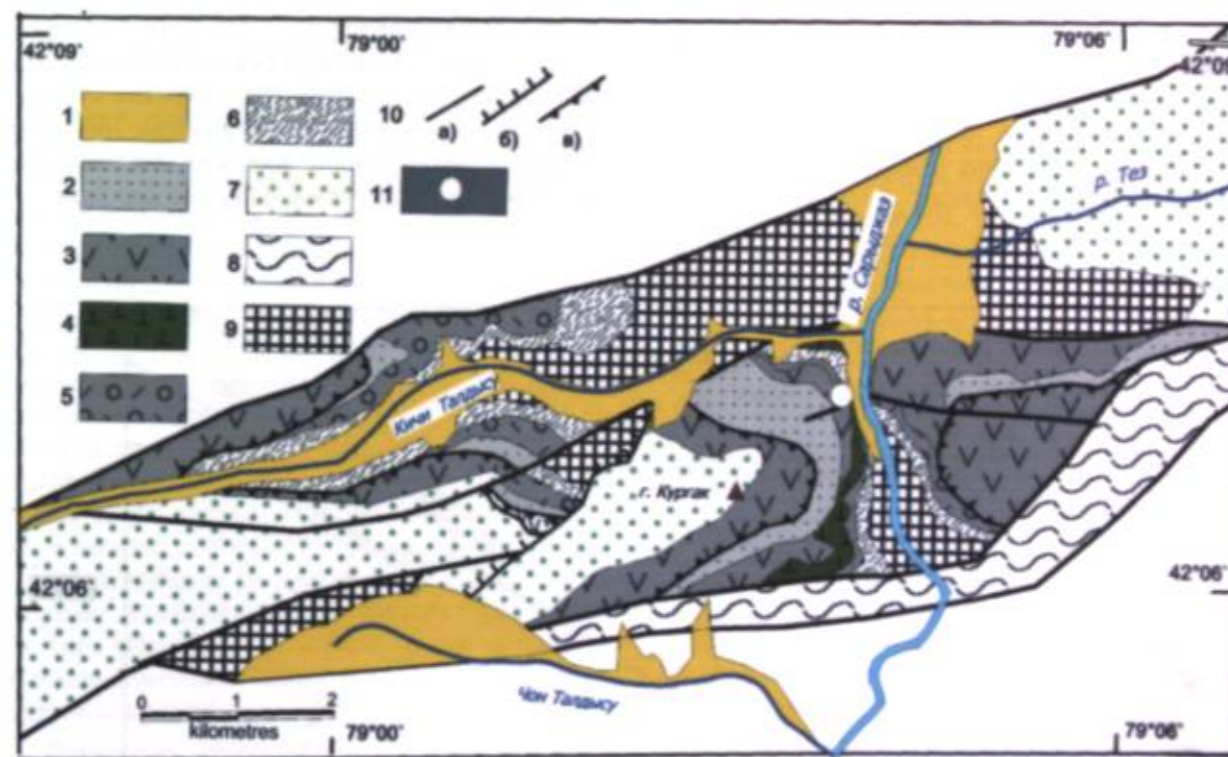 42°09'
79°00'
79°06'
42°09'
1
6
10
а)
б)
в)
2
7
11
р. Тез
3
8
р. Сарыджаз
4
9
5
Кичи Талдысу
г. Кургак
42°06'
42°06'
0 1 2
kilometres
79°00'
Чон Талдысу
79°06'